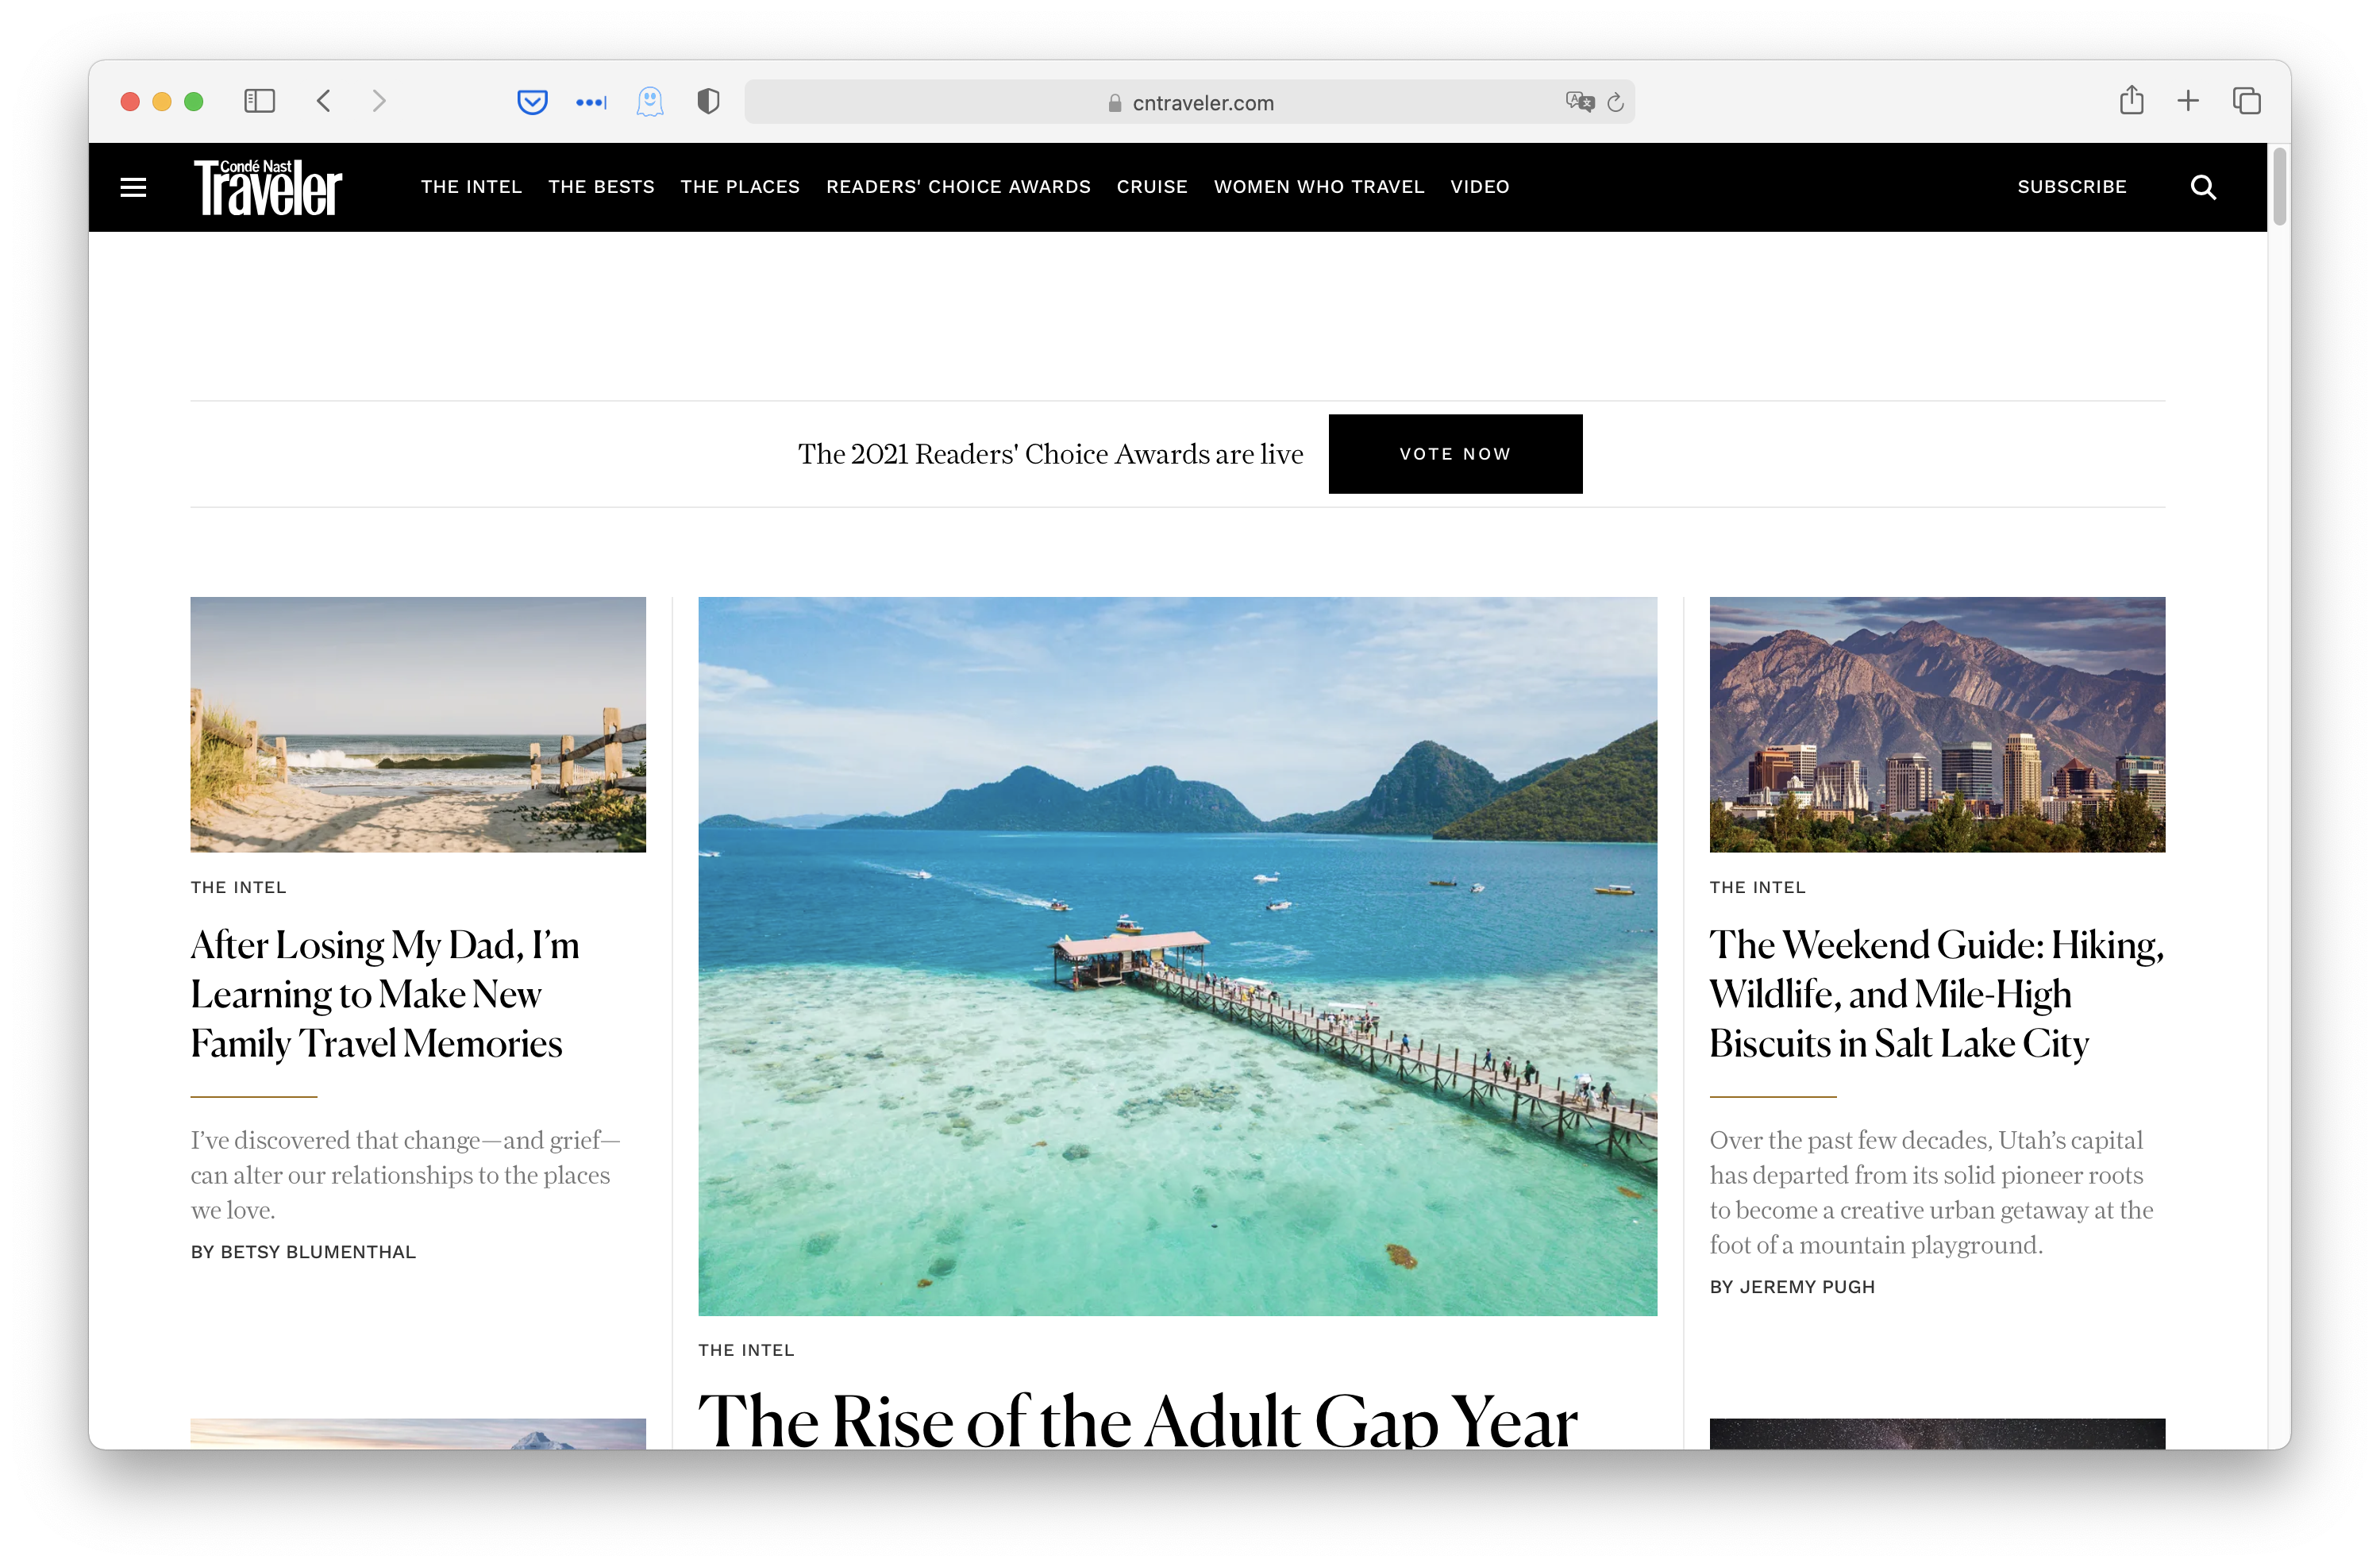 cntraveler.com
Condé Nast
Traveler
THE INTEL THE BESTS THE PLACES READERS' CHOICE AWARDS CRUISE WOMEN WHO TRAVEL VIDEO SUBSCRIBE
The 2021 Readers' Choice Awards are live VOTE NOW
THE INTEL
After Losing My Dad, I’m
Learning to Make New
Family Travel Memories
I’ve discovered that change—and grief—
can alter our relationships to the places
we love.
BY BETSY BLUMENTHAL
THE INTEL
The Rise of the Adult Gap Year
THE INTEL
The Weekend Guide: Hiking,
Wildlife, and Mile-High
Biscuits in Salt Lake City
Over the past few decades, Utah’s capital
has departed from its solid pioneer roots
to become a creative urban getaway at the
foot of a mountain playground.
BY JEREMY PUGH